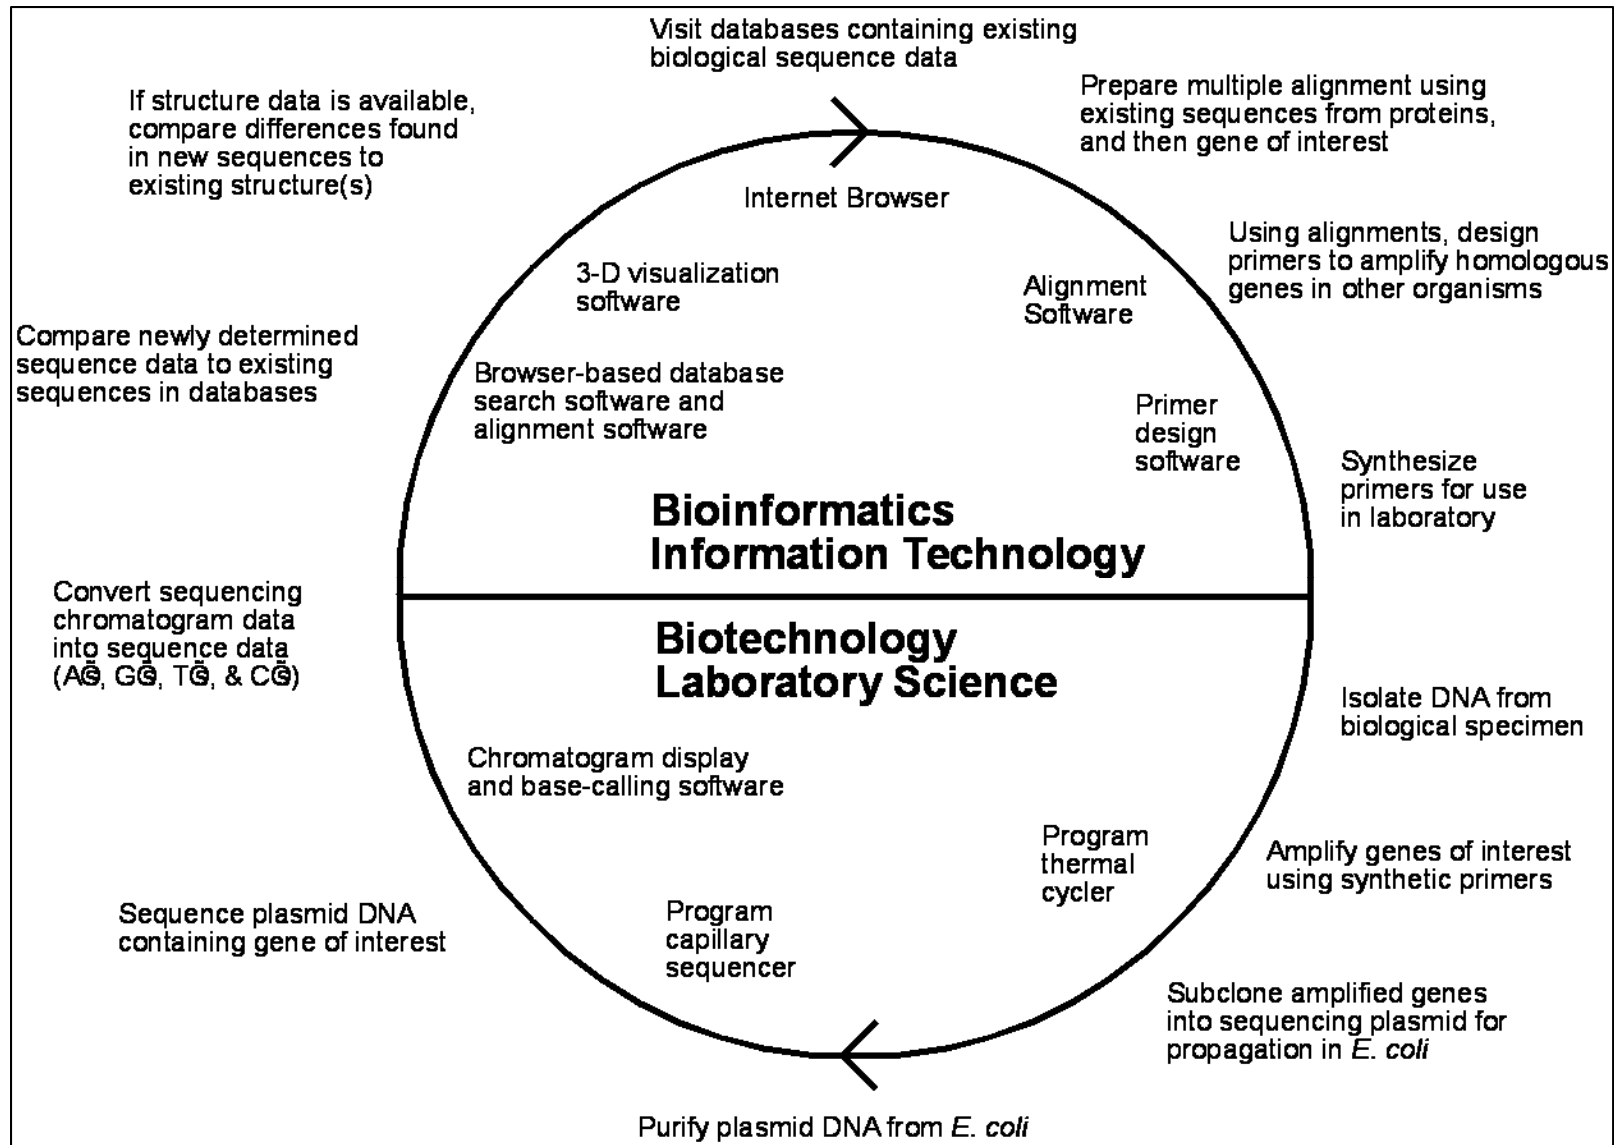 Visit databases containing existing
biological sequence data
Prepare multiple alignment using
existing sequences from proteins,
and then gene of interest
If structure data is available,
compare differences found
in new sequences to
existing structure(s)
Internet Browser
Using alignments, design
primers to amplify homologous
genes in other organisms
3-D visualization
software
Alignment
Software
Compare newly determined
sequence data to existing
sequences in databases
Browser-based database
search software and
alignment software
Primer
design
software
Synthesize
primers for use
in laboratory
Bioinformatics
Information Technology
Convert sequencing
chromatogram data
into sequence data
(A, G, T, & C)
Biotechnology
Laboratory Science
Isolate DNA from
biological specimen
Chromatogram display
and base-calling software
Program
thermal
cycler
Amplify genes of interest
using synthetic primers
Sequence plasmid DNA
containing gene of interest
Program
capillary
sequencer
Subclone amplified genes
into sequencing plasmid for
propagation in E. coli
Purify plasmid DNA from E. coli